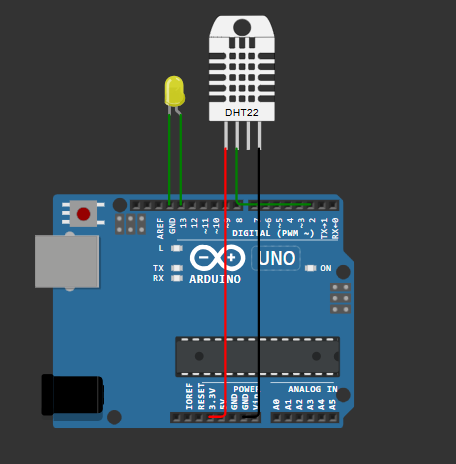 DHT22
AREF
GND
13
12
~11
~10
~9
8
7
~6
~5
4
~3
2
TX→1
RX←0
DIGITAL (PWM ~)
L
TX
RX
UNO
ON
ARDUINO
IOREF
RESET
3.3V
5V
GND
GND
Vin
POWER
ANALOG IN
A0
A1
A2
A3
A4
A5